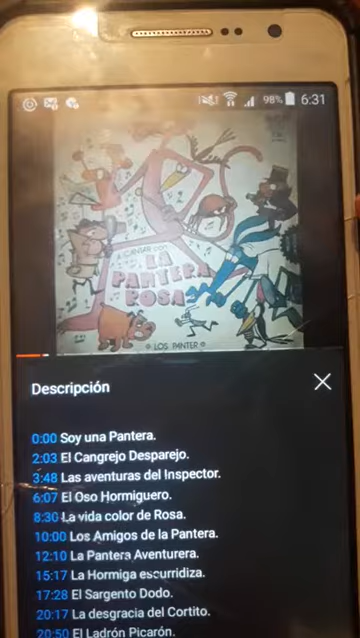 98% 6:31
A CANTAR con
LA
PANTERA
ROSA
LOS PANTER
Descripción
0:00 Soy una Pantera.
2:03 El Cangrejo Desparejo.
3:48 Las aventuras del Inspector.
6:07 El Oso Hormiguero.
8:30 La vida color de Rosa.
10:00 Los Amigos de la Pantera.
12:10 La Pantera Aventurera.
15:17 La Hormiga escurridiza.
17:28 El Sargento Dodo.
20:17 La desgracia del Cortito.
20:50 El Ladrón Picarón.